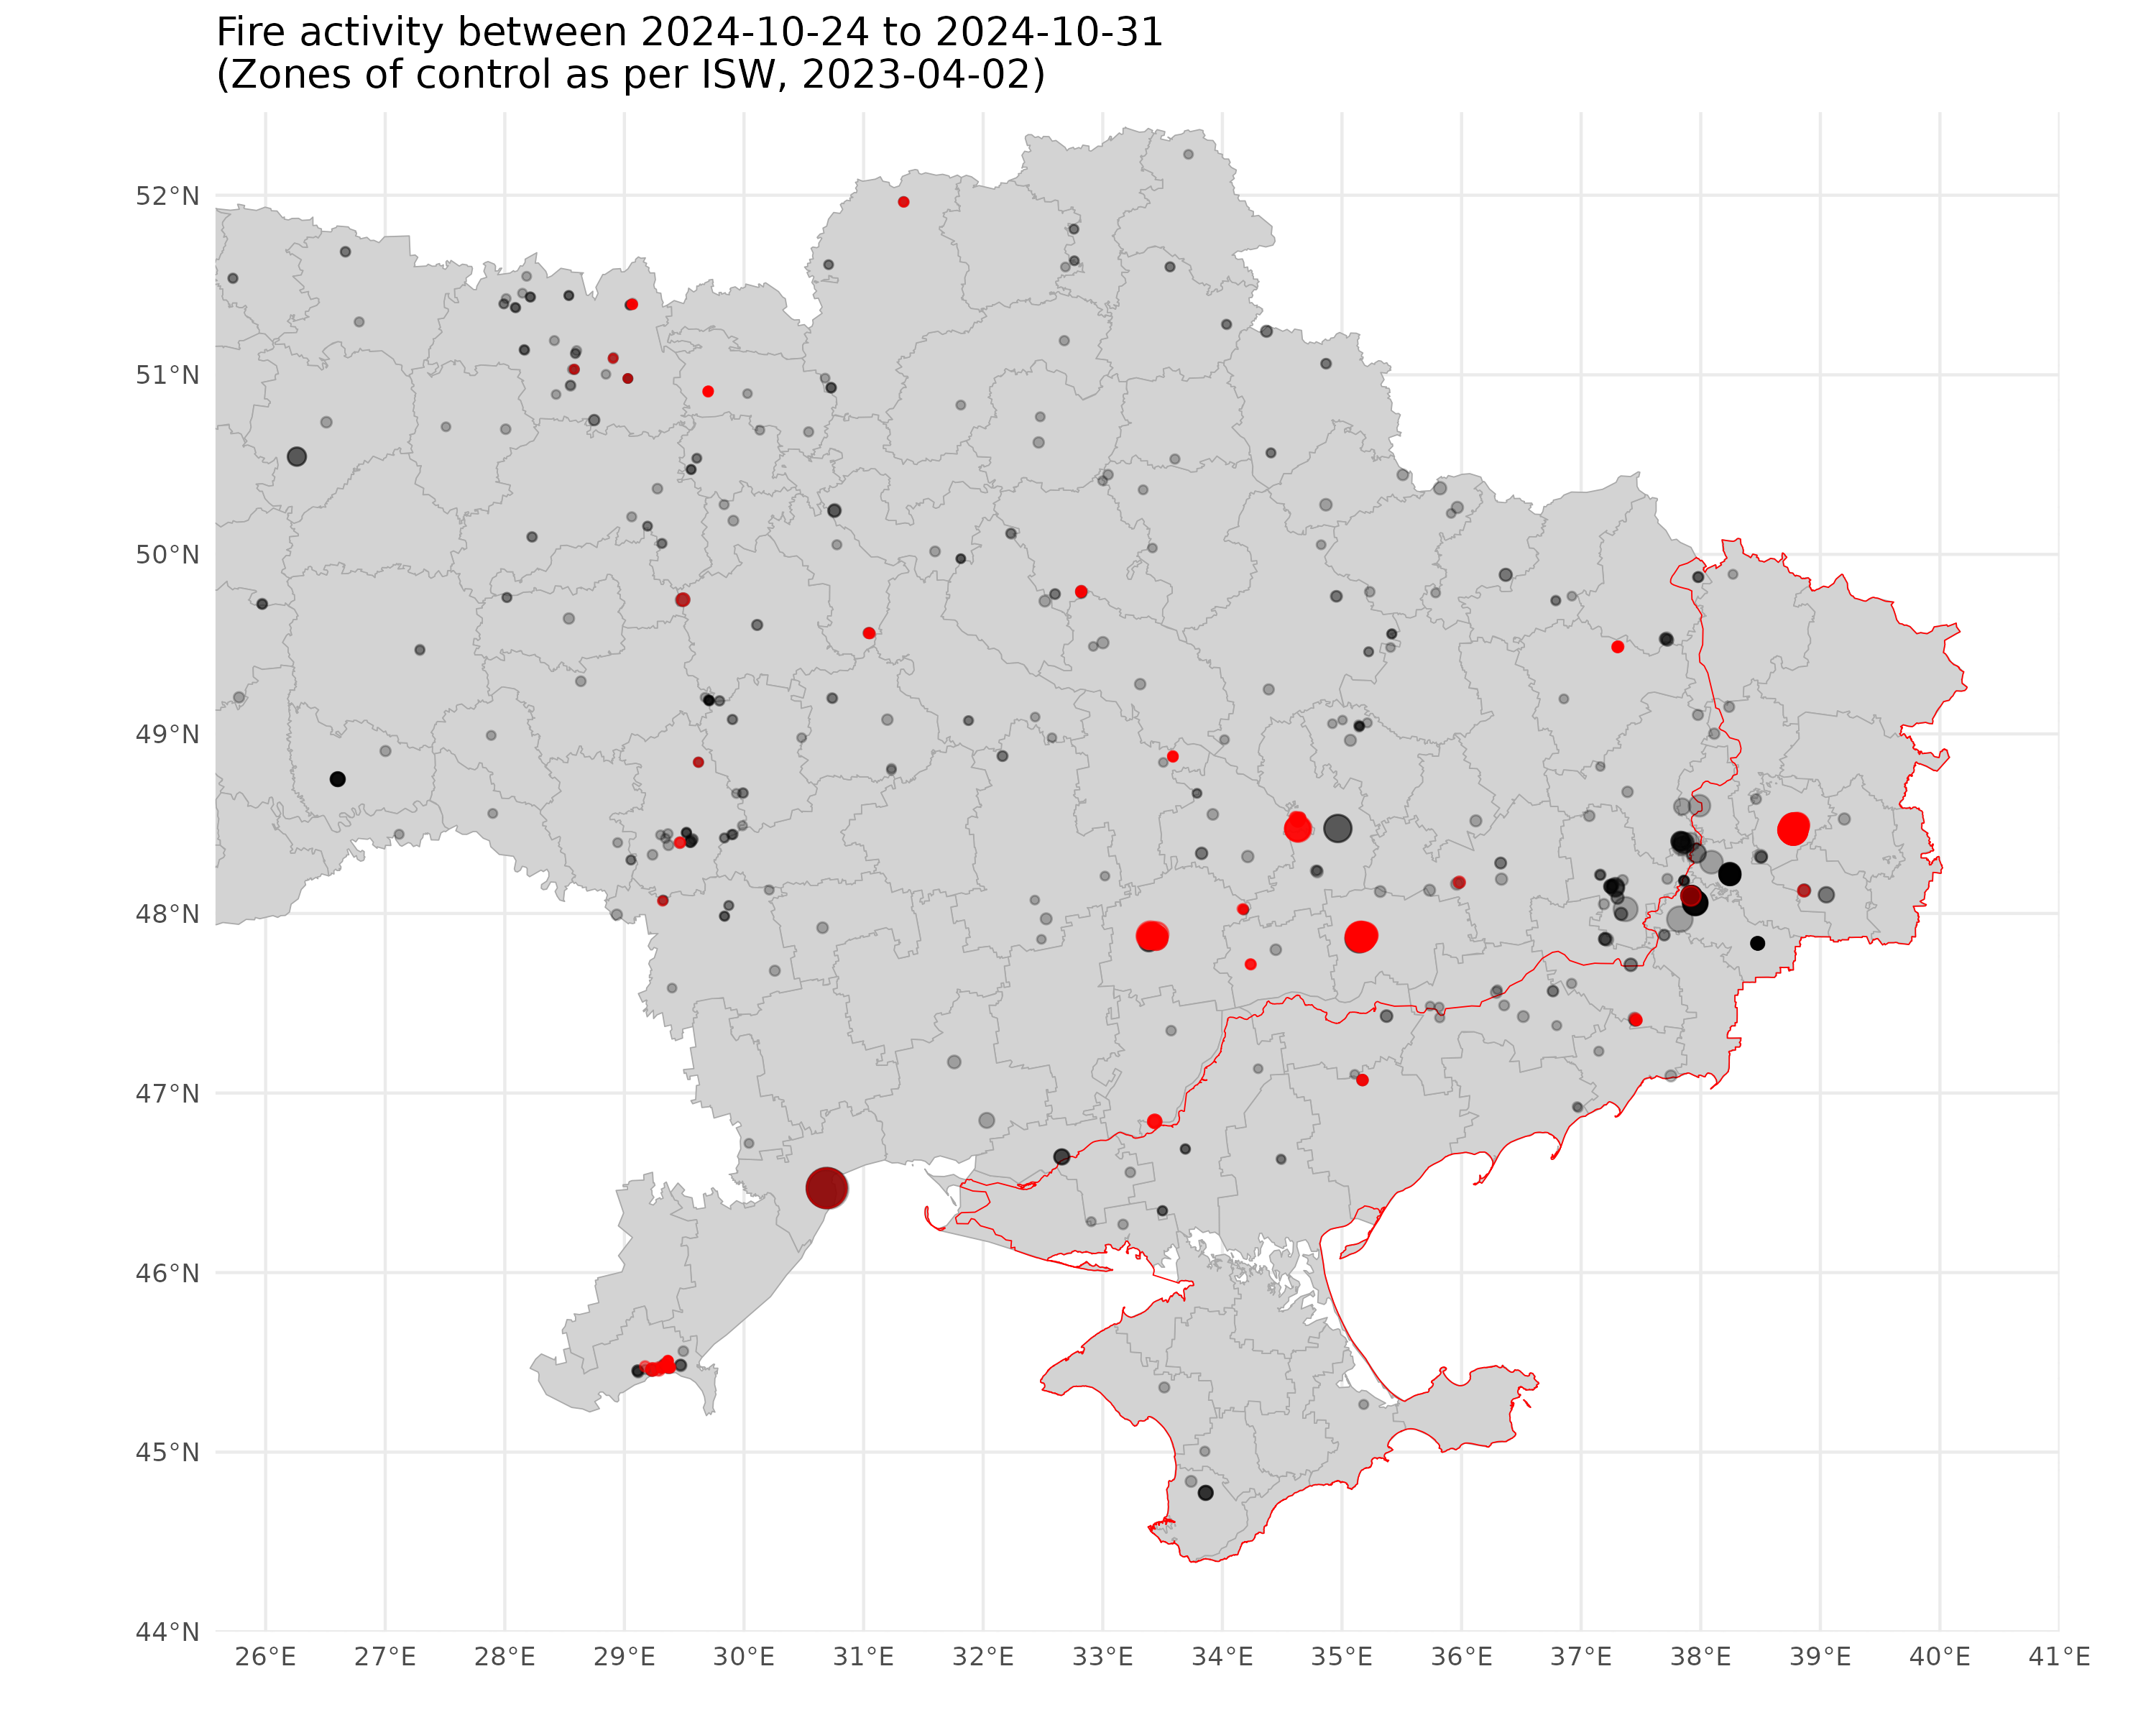 Fire activity between 2024-10-24 to 2024-10-31
(Zones of control as per ISW, 2023-04-02)
52°N
51°N
50°N
49°N
48°N
47°N
46°N
45°N
44°N
26°E 27°E 28°E 29°E 30°E 31°E 32°E 33°E 34°E 35°E 36°E 37°E 38°E 39°E 40°E 41°E